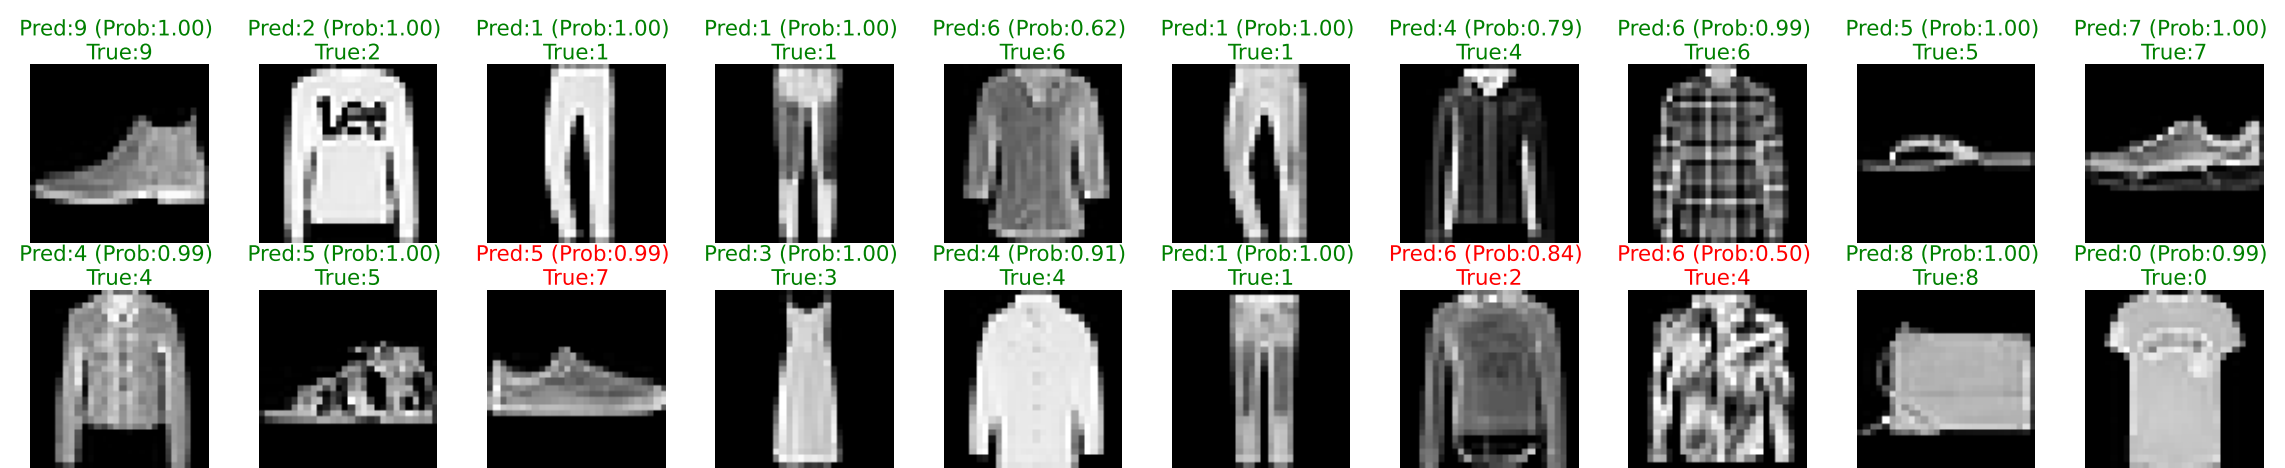 Pred:9 (Prob:1.00) Pred:2 (Prob:1.00) Pred:1 (Prob:1.00) Pred:1 (Prob:1.00) Pred:6 (Prob:0.62) Pred:1 (Prob:1.00) Pred:4 (Prob:0.79) Pred:6 (Prob:0.99) Pred:5 (Prob:1.00) Pred:7 (Prob:1.00)
True:9 True:2 True:1 True:1 True:6 True:1 True:4 True:6 True:5 True:7
Lee
Pred:4 (Prob:0.99) Pred:5 (Prob:1.00) Pred:5 (Prob:0.99) Pred:3 (Prob:1.00) Pred:4 (Prob:0.91) Pred:1 (Prob:1.00) Pred:6 (Prob:0.84) Pred:6 (Prob:0.50) Pred:8 (Prob:1.00) Pred:0 (Prob:0.99)
True:4 True:5 True:7 True:3 True:4 True:1 True:2 True:4 True:8 True:0